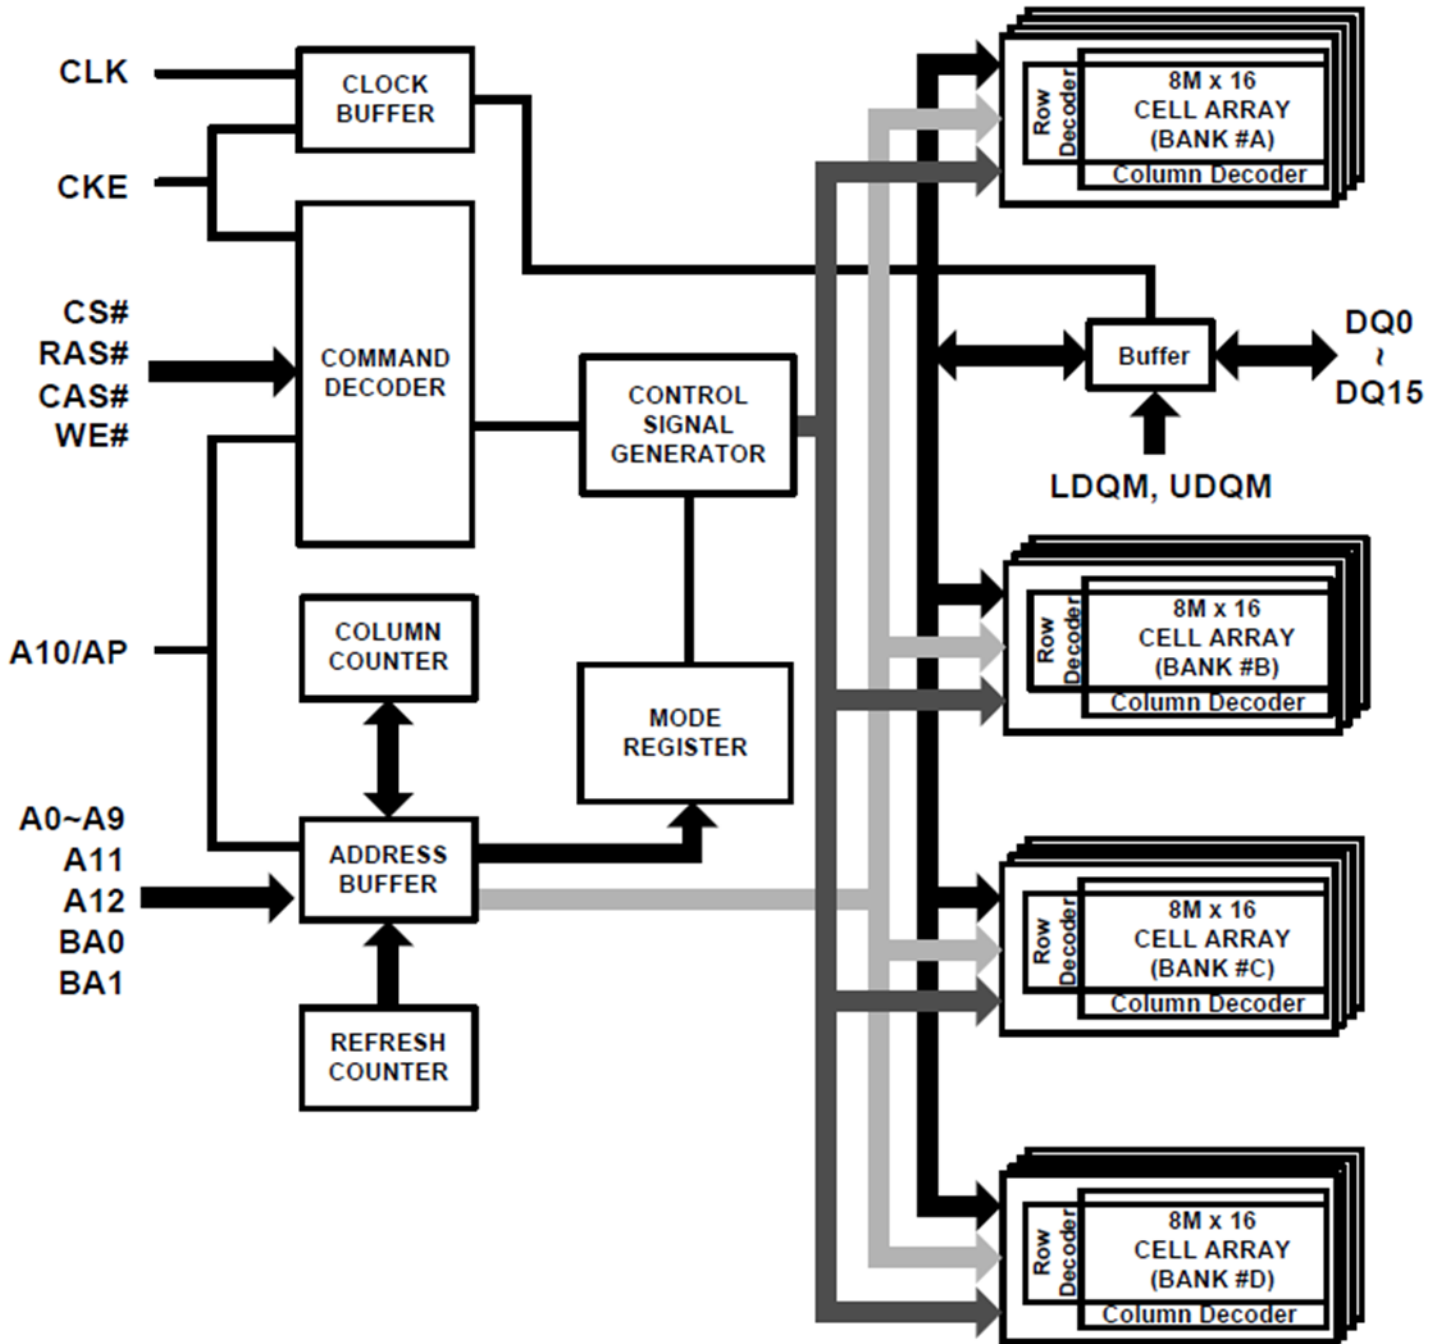 CLK
CLOCK
BUFFER
CKE
CS#
RAS#
CAS#
WE#
COMMAND
DECODER
CONTROL
SIGNAL
GENERATOR
A10/AP
COLUMN
COUNTER
MODE
REGISTER
A0~A9
A11
A12
BA0
BA1
ADDRESS
BUFFER
REFRESH
COUNTER
Row
Decoder
8M x 16
CELL ARRAY
(BANK #A)
Column Decoder
Buffer
DQ0
~
DQ15
LDQM, UDQM
Row
Decoder
8M x 16
CELL ARRAY
(BANK #B)
Column Decoder
Row
Decoder
8M x 16
CELL ARRAY
(BANK #C)
Column Decoder
Row
Decoder
8M x 16
CELL ARRAY
(BANK #D)
Column Decoder